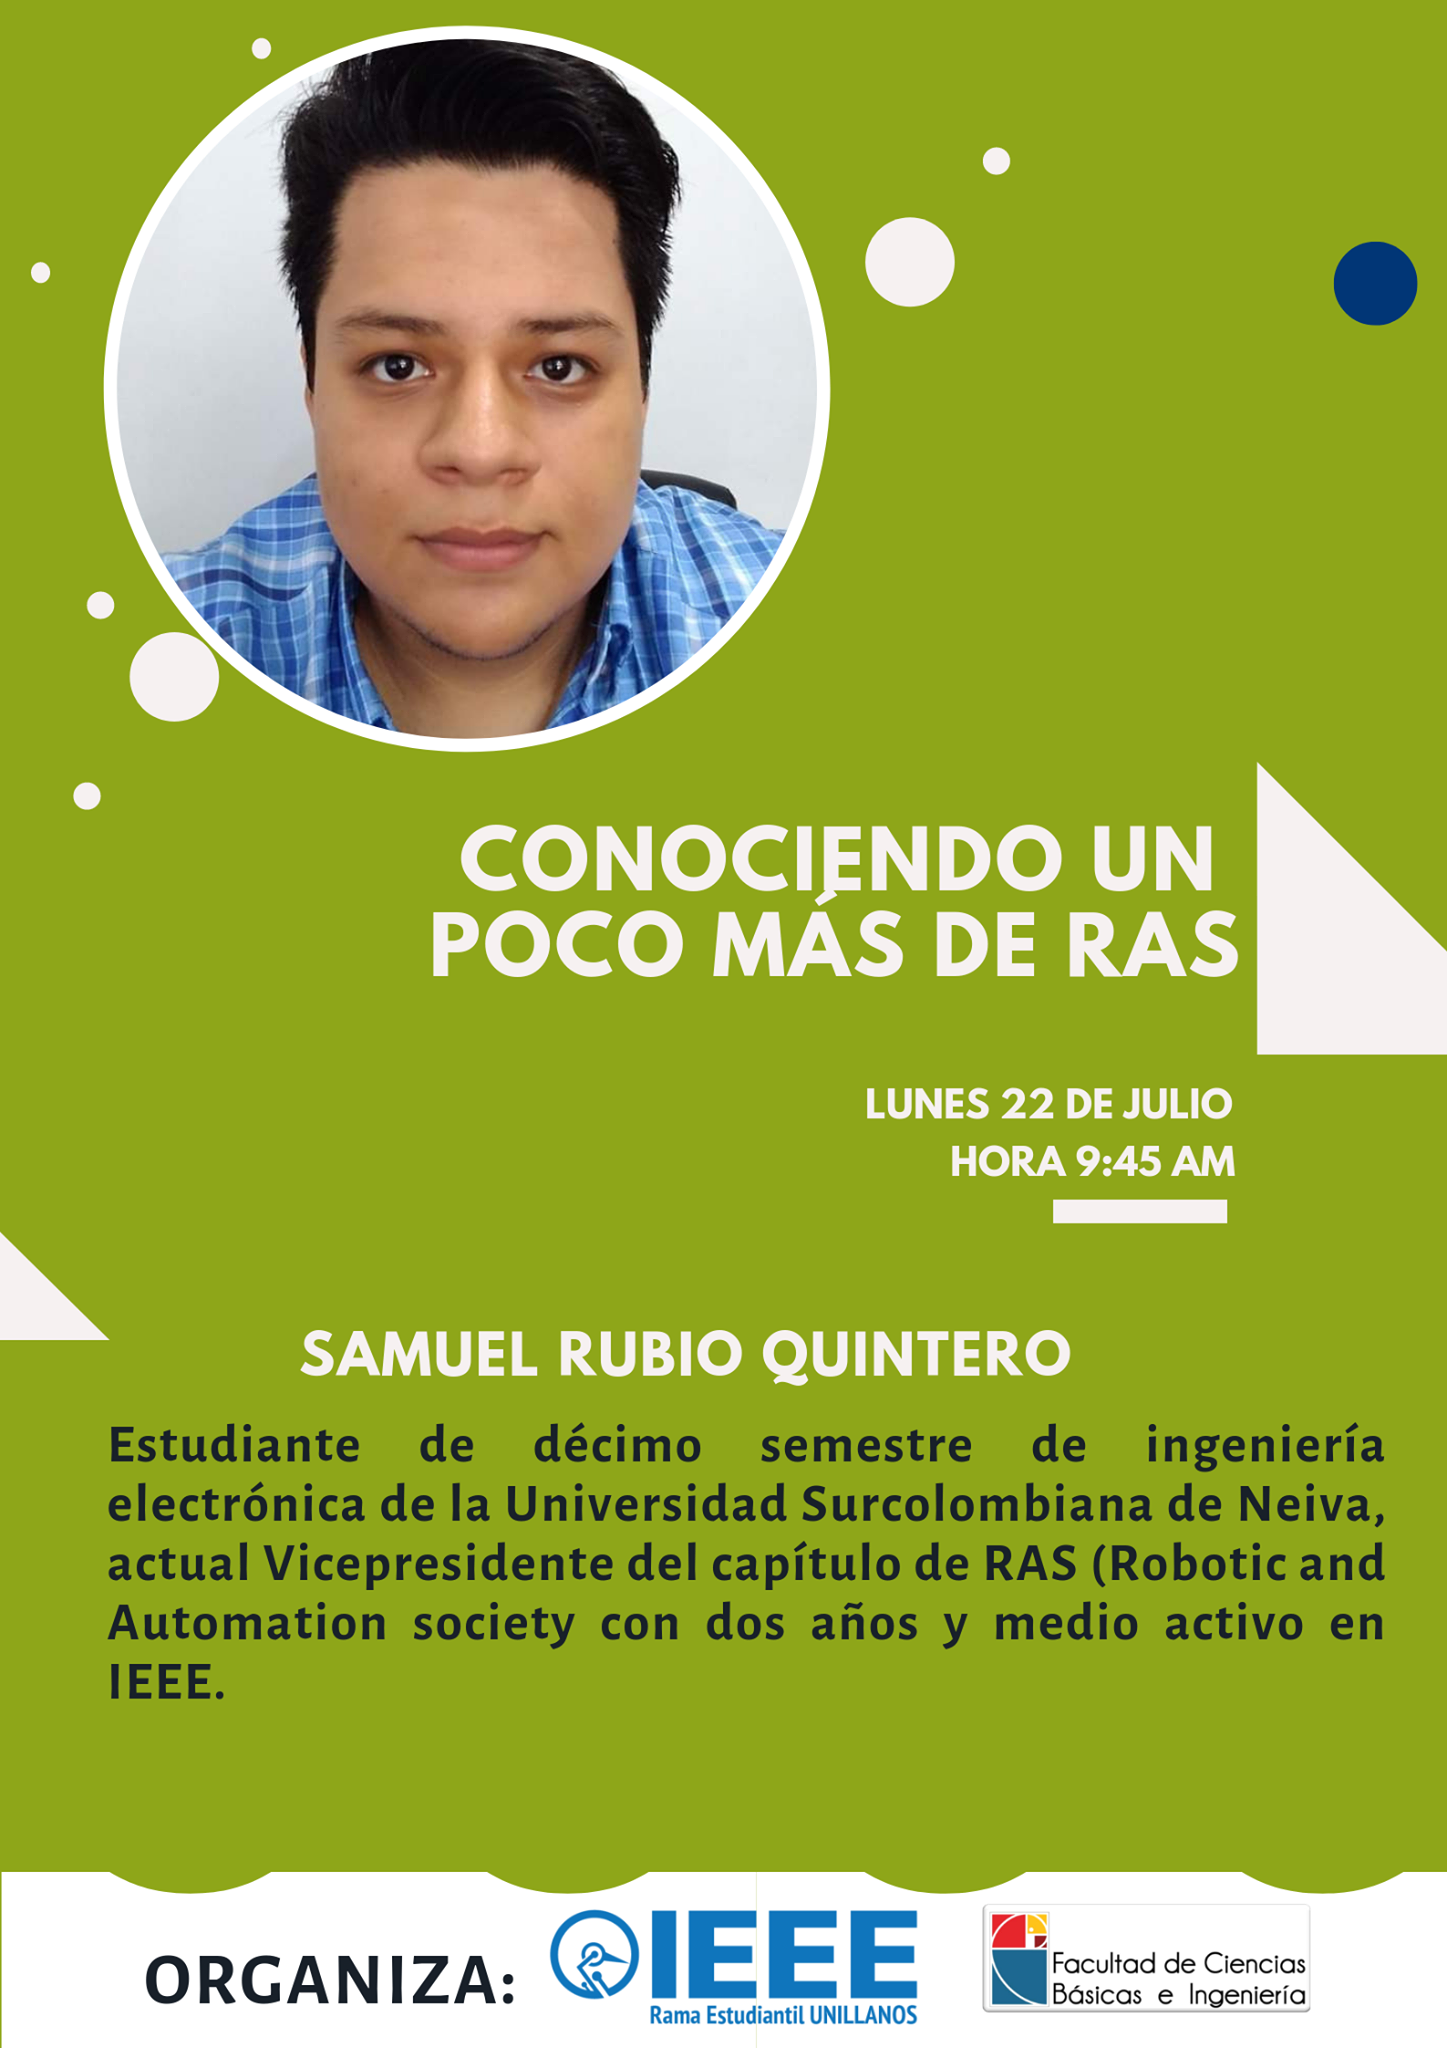 CONOCIENDO UN
POCO MÁS DE RAS
LUNES 22 DE JULIO
HORA 9:45 AM
SAMUEL RUBIO QUINTERO
Estudiante de décimo semestre de ingeniería
electrónica de la Universidad Surcolombiana de Neiva,
actual Vicepresidente del capítulo de RAS (Robotic and
Automation society con dos años y medio activo en
IEEE.
ORGANIZA:
IEEE
Rama Estudiantil UNILLANOS
Facultad de Ciencias
Básicas e Ingeniería